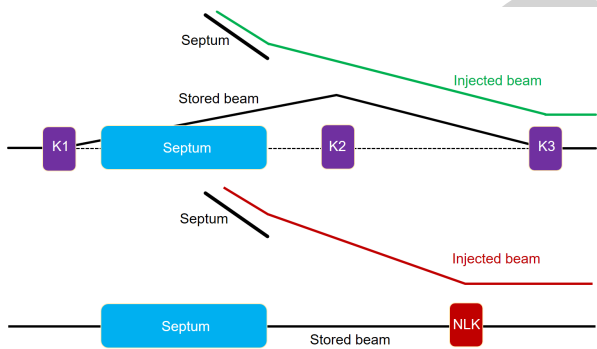 Septum
Injected beam
Stored beam
K1
Septum
K2
K3
Septum
Injected beam
Septum
NLK
Stored beam